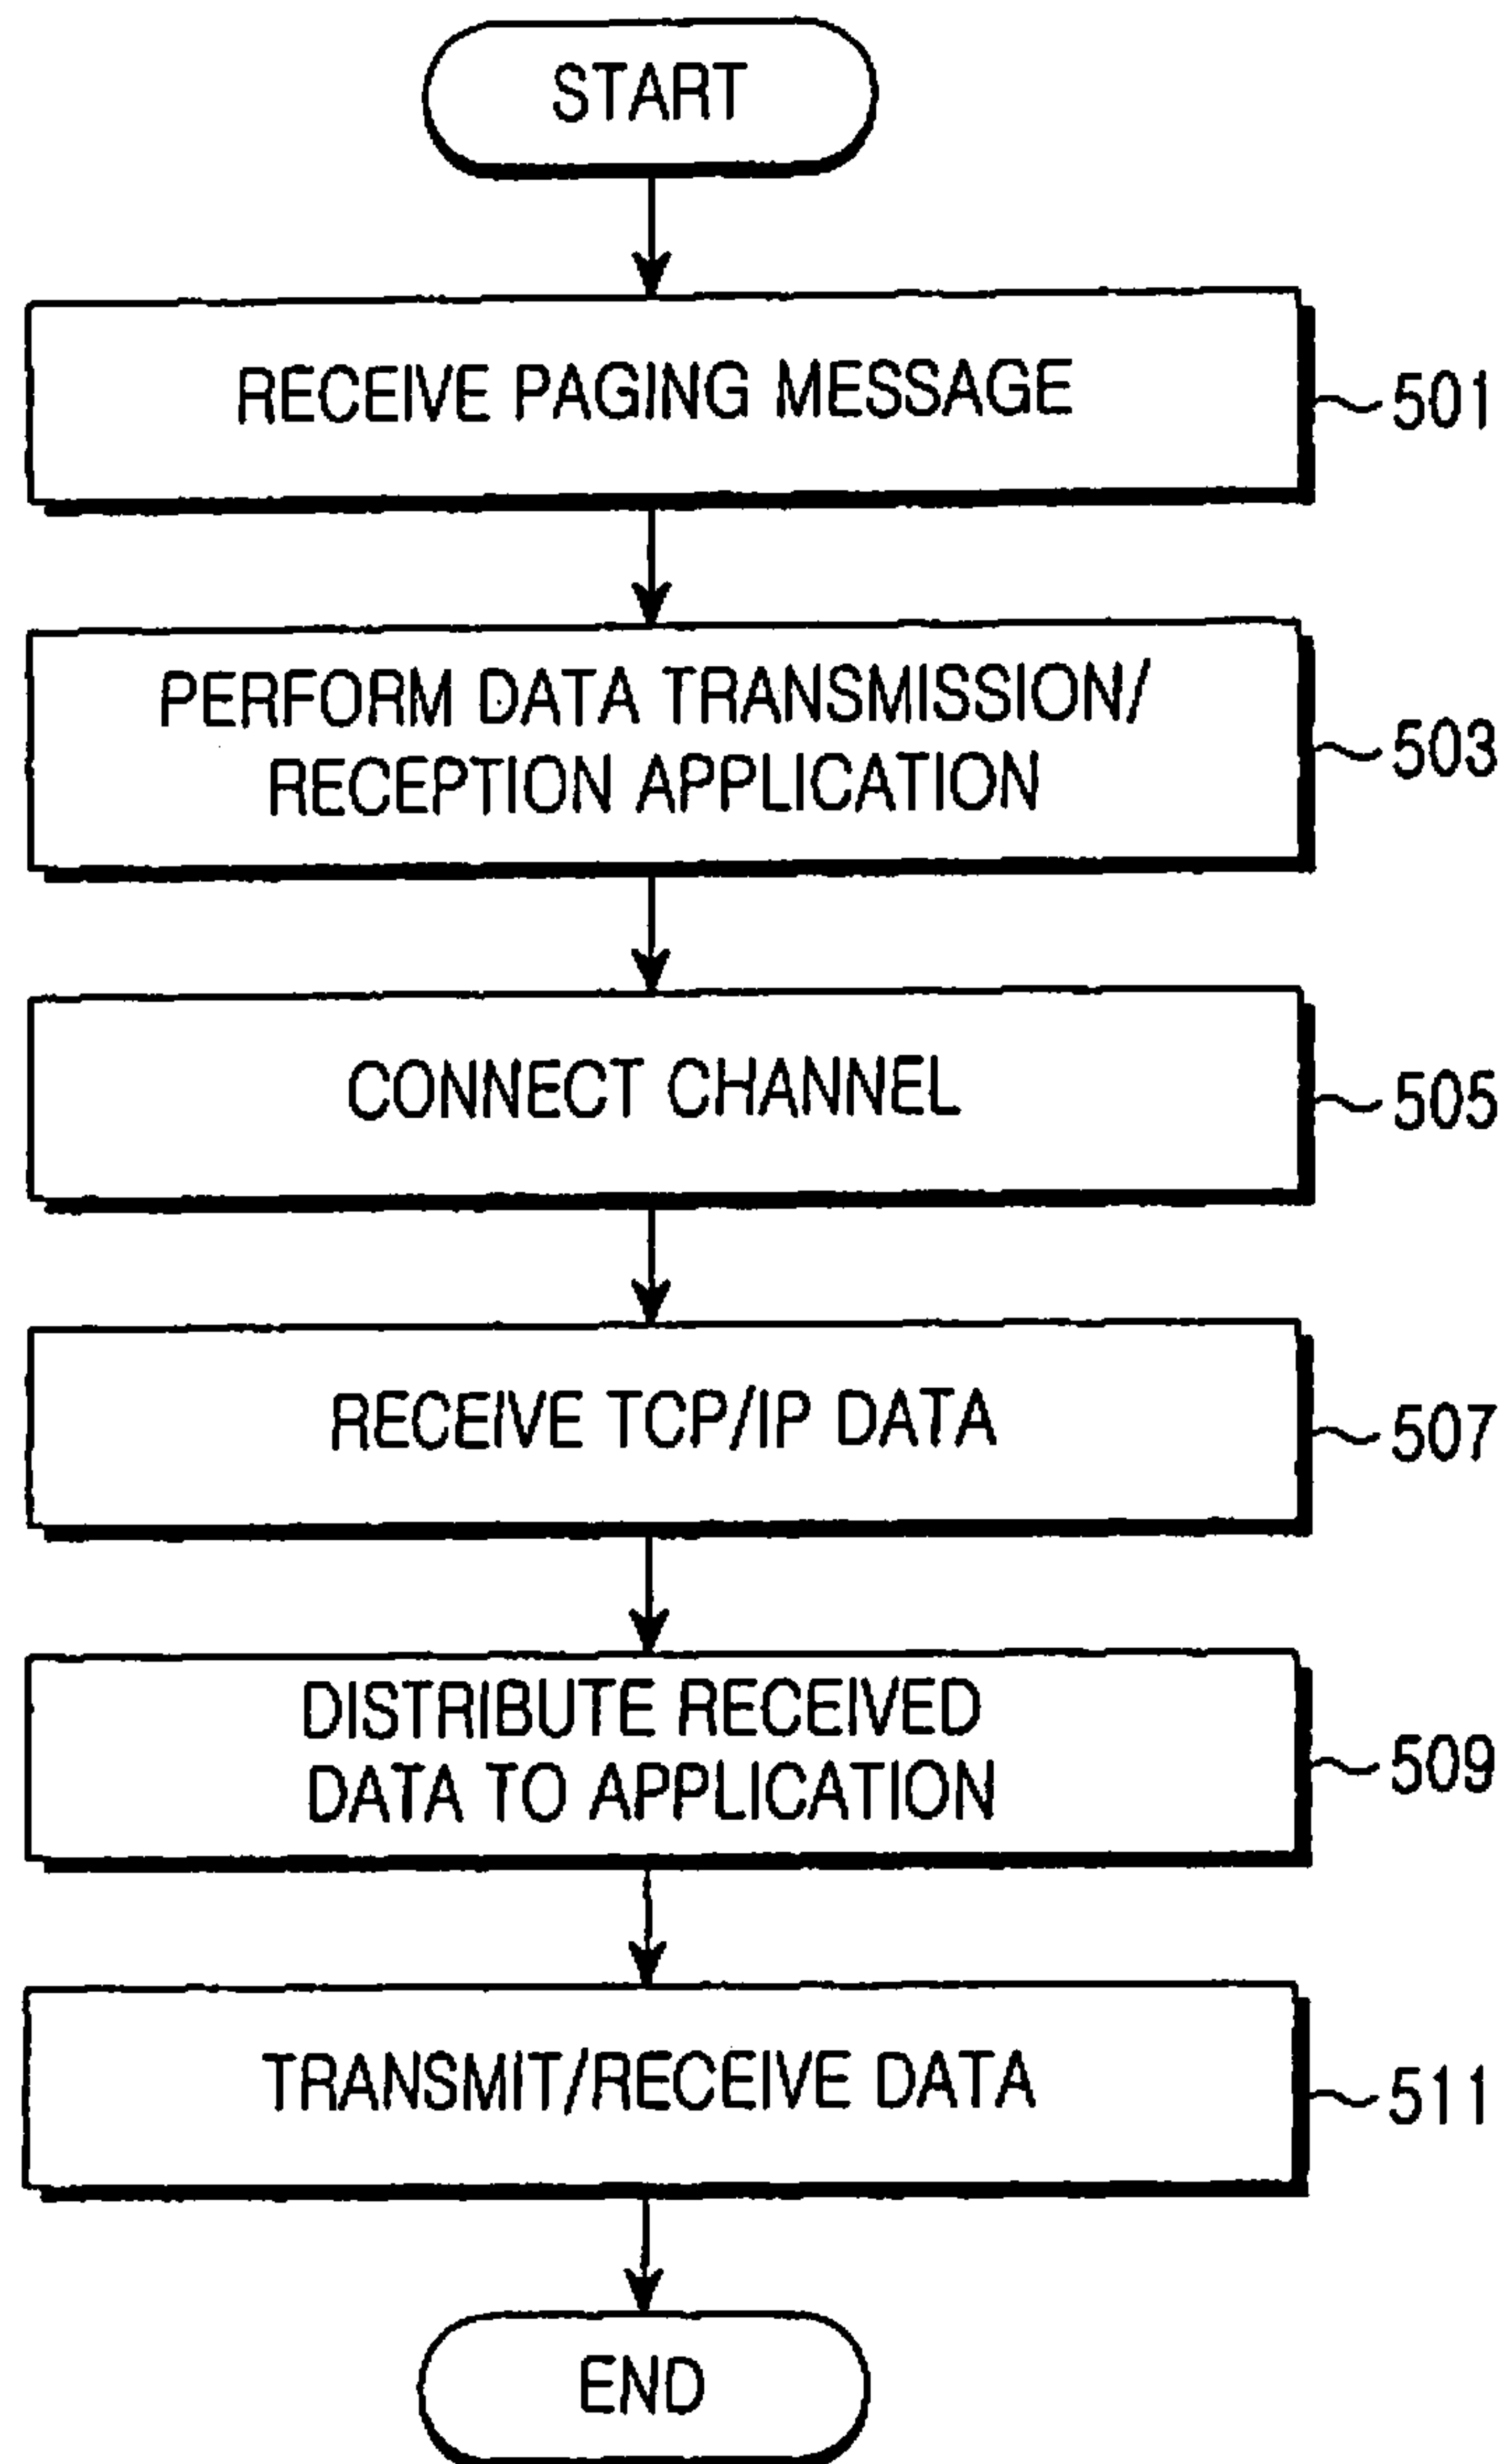 START
RECEIVE PAGING MESSAGE
501
PERFORM DATA TRANSMISSION/
RECEPTION APPLICATION
503
CONNECT CHANNEL
505
RECEIVE TCP/IP DATA
507
DISTRIBUTE RECEIVED
DATA TO APPLICATION
509
TRANSMIT/RECEIVE DATA
511
END